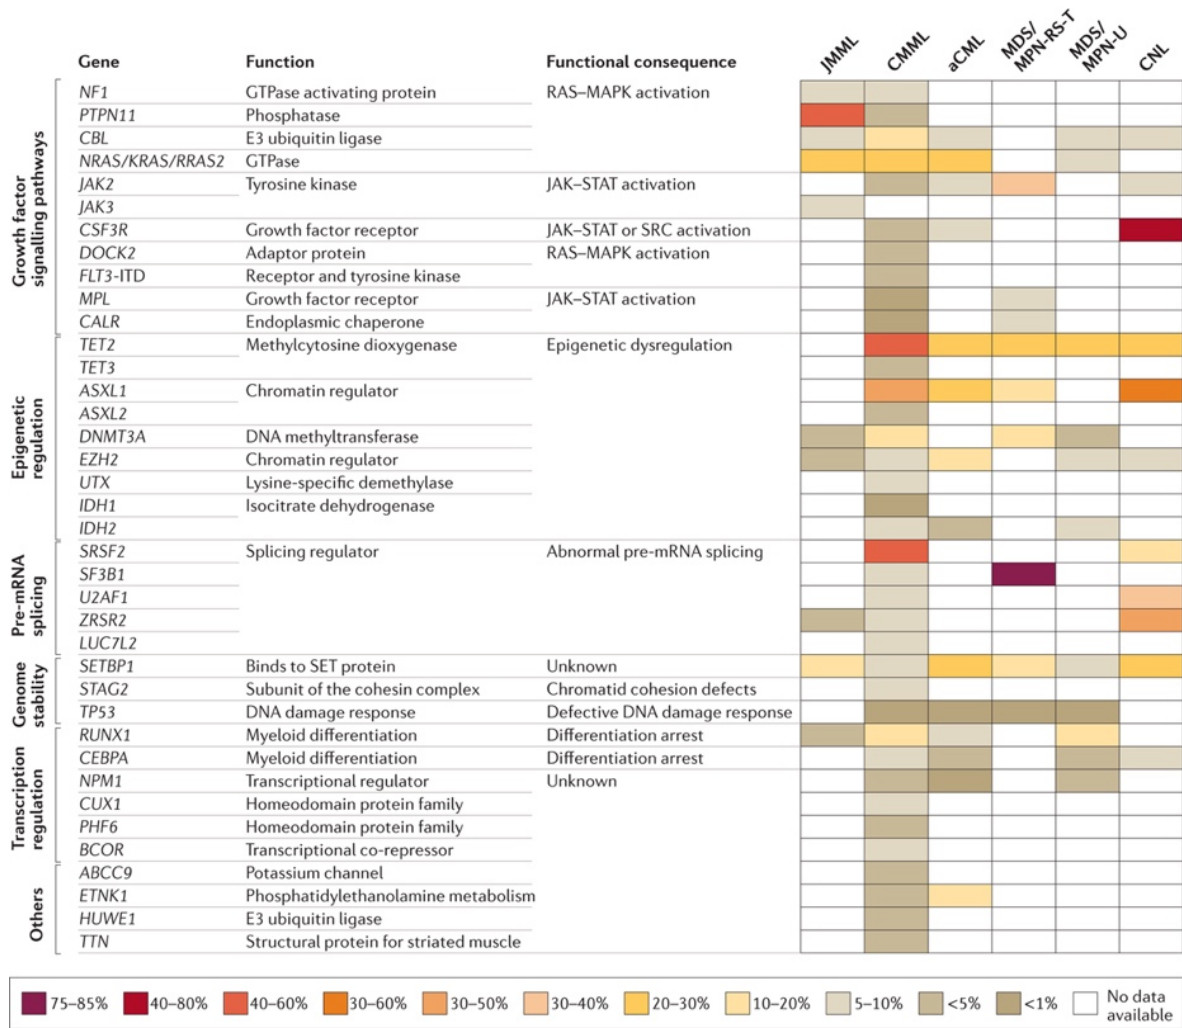 JMML CMML aCML MDS/MPN-RS-T MDS/MPN-U CNL
Gene Function Functional consequence
Growth factor signalling pathways
NF1 GTPase activating protein RAS–MAPK activation
PTPN11 Phosphatase
CBL E3 ubiquitin ligase
NRAS/KRAS/RRAS2 GTPase
JAK2 Tyrosine kinase JAK–STAT activation
JAK3
CSF3R Growth factor receptor JAK–STAT or SRC activation
DOCK2 Adaptor protein RAS–MAPK activation
FLT3-ITD Receptor and tyrosine kinase
MPL Growth factor receptor JAK–STAT activation
CALR Endoplasmic chaperone
Epigenetic regulation
TET2 Methylcytosine dioxygenase Epigenetic dysregulation
TET3
ASXL1 Chromatin regulator
ASXL2
DNMT3A DNA methyltransferase
EZH2 Chromatin regulator
UTX Lysine-specific demethylase
IDH1 Isocitrate dehydrogenase
IDH2
Pre-mRNA splicing
SRSF2 Splicing regulator Abnormal pre-mRNA splicing
SF3B1
U2AF1
ZRSR2
LUC7L2
Genome stability
SETBP1 Binds to SET protein Unknown
STAG2 Subunit of the cohesin complex Chromatid cohesion defects
TP53 DNA damage response Defective DNA damage response
Transcription regulation
RUNX1 Myeloid differentiation Differentiation arrest
CEBPA Myeloid differentiation Differentiation arrest
NPM1 Transcriptional regulator Unknown
CUX1 Homeodomain protein family
PHF6 Homeodomain protein family
BCOR Transcriptional co-repressor
Others
ABCC9 Potassium channel
ETNK1 Phosphatidylethanolamine metabolism
HUWE1 E3 ubiquitin ligase
TTN Structural protein for striated muscle
75–85% 40–80% 40–60% 30–60% 30–50% 30–40% 20–30% 10–20% 5–10% <5% <1% No data available